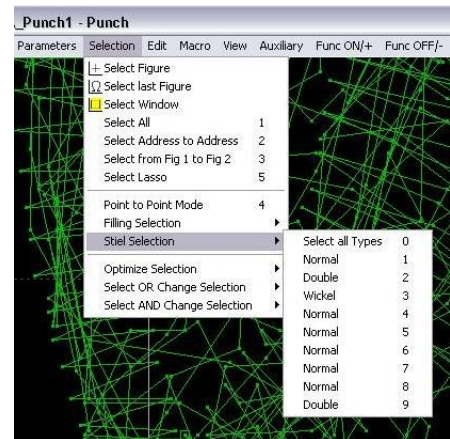 _Punch1 - Punch
Parameters Selection Edit Macro View Auxiliary Func ON/+ Func OFF/-
Select Figure
Select last Figure
Select Window
Select All 1
Select Address to Address 2
Select from Fig 1 to Fig 2 3
Select Lasso 5
Point to Point Mode 4
Filling Selection
Stiel Selection
Select all Types 0
Normal 1
Optimize Selection
Double 2
Select OR Change Selection
Wickel 3
Select AND Change Selection
Normal 4
Normal 5
Normal 6
Normal 7
Normal 8
Double 9